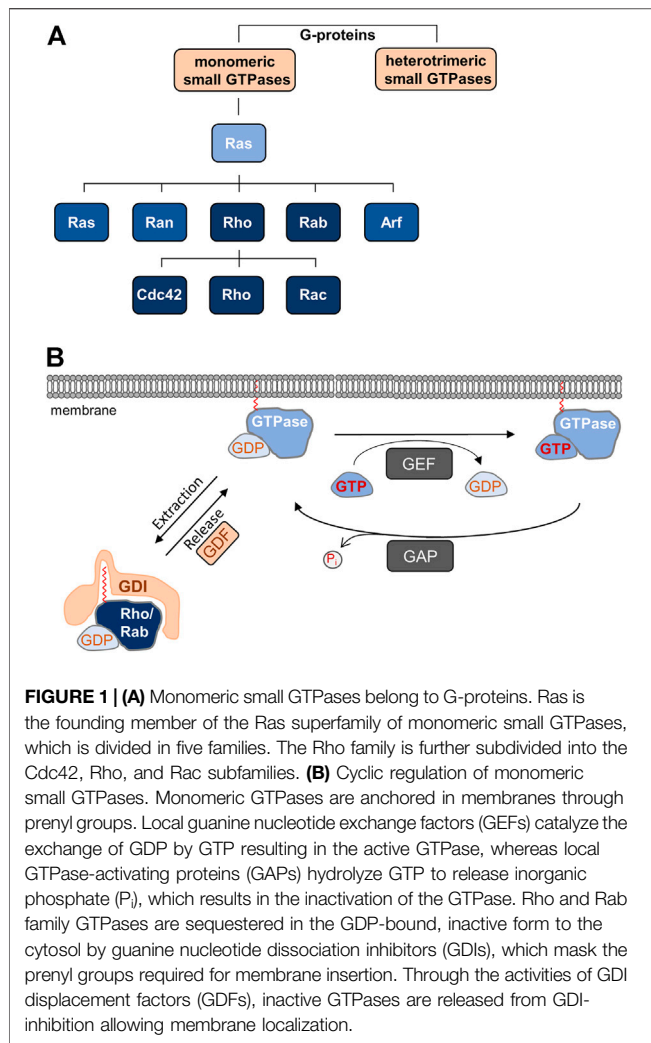 A
G-proteins
monomeric
small GTPases
heterotrimeric
small GTPases
Ras
Ras Ran Rho Rab Arf
Cdc42 Rho Rac
B
membrane
GTPase
GDP
GTPase
GTP
GEF
GTP
GDP
Extraction
Release
GDF
Pi
GAP
GDI
Rho/
Rab
GDP
FIGURE 1 | (A) Monomeric small GTPases belong to G-proteins. Ras is
the founding member of the Ras superfamily of monomeric small GTPases,
which is divided in five families. The Rho family is further subdivided into the
Cdc42, Rho, and Rac subfamilies. (B) Cyclic regulation of monomeric
small GTPases. Monomeric GTPases are anchored in membranes through
prenyl groups. Local guanine nucleotide exchange factors (GEFs) catalyze the
exchange of GDP by GTP resulting in the active GTPase, whereas local
GTPase-activating proteins (GAPs) hydrolyze GTP to release inorganic
phosphate (Pi), which results in the inactivation of the GTPase. Rho and Rab
family GTPases are sequestered in the GDP-bound, inactive form to the
cytosol by guanine nucleotide dissociation inhibitors (GDIs), which mask the
prenyl groups required for membrane insertion. Through the activities of GDI
displacement factors (GDFs), inactive GTPases are released from GDI-
inhibition allowing membrane localization.